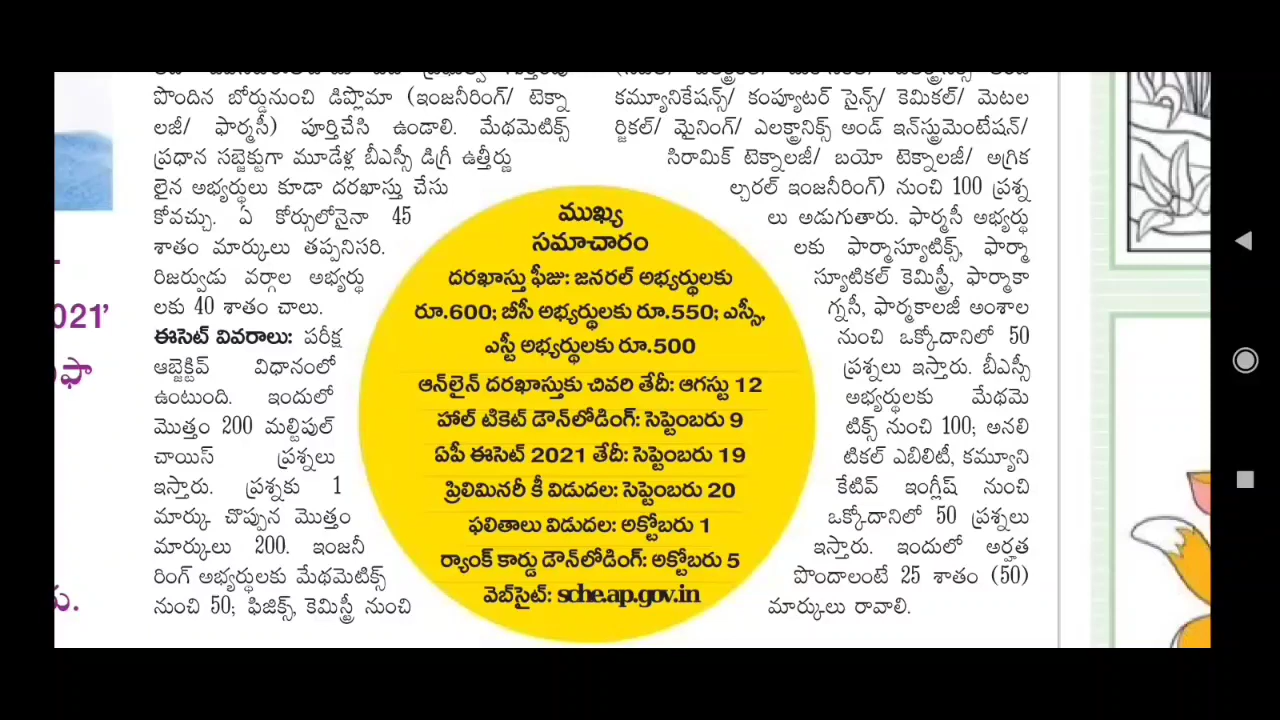 పొందిన బోర్డునుంచి డిప్లొమా (ఇంజనీరింగ్/ టెక్నా
లజీ/ ఫార్మసీ) పూర్తిచేసి ఉండాలి. మేథమెటిక్స్
ప్రధాన సబ్జెక్టుగా మూడేళ్ల బీఎస్సీ డిగ్రీ ఉత్తీర్ణు
లైన అభ్యర్థులు కూడా దరఖాస్తు చేసు
కోవచ్చు. ఏ కోర్సులోనైనా 45
శాతం మార్కులు తప్పనిసరి.
రిజర్వుడు వర్గాల అభ్యర్థు
లకు 40 శాతం చాలు.
ఈసెట్ వివరాలు: పరీక్ష
ఆబ్జెక్టివ్ విధానంలో
ఉంటుంది. ఇందులో
మొత్తం 200 మల్టిపుల్
చాయిస్ ప్రశ్నలు
ఇస్తారు. ప్రశ్నకు 1
మార్కు చొప్పున మొత్తం
మార్కులు 200. ఇంజనీ
రింగ్ అభ్యర్థులకు మేథమెటిక్స్
నుంచి 50; ఫిజిక్స్, కెమిస్ట్రీ నుంచి
ముఖ్య
సమాచారం
దరఖాస్తు ఫీజు: జనరల్ అభ్యర్థులకు
రూ.600; బీసీ అభ్యర్థులకు రూ.550; ఎస్సీ,
ఎస్టీ అభ్యర్థులకు రూ.500
ఆన్‌లైన్ దరఖాస్తుకు చివరి తేదీ: ఆగస్టు 12
హాల్ టికెట్ డౌన్‌లోడింగ్: సెప్టెంబరు 9
ఏపీ ఈసెట్ 2021 తేదీ: సెప్టెంబరు 19
ప్రిలిమినరీ కీ విడుదల: సెప్టెంబరు 20
ఫలితాలు విడుదల: అక్టోబరు 1
ర్యాంక్ కార్డు డౌన్‌లోడింగ్: అక్టోబరు 5
వెబ్‌సైట్: sche.ap.gov.in
కమ్యూనికేషన్స్/ కంప్యూటర్ సైన్స్/ కెమికల్/ మెటల
ర్జికల్/ మైనింగ్/ ఎలక్ట్రానిక్స్ అండ్ ఇన్‌స్ట్రుమెంటేషన్/
సిరామిక్ టెక్నాలజీ/ బయో టెక్నాలజీ/ అగ్రిక
ల్చరల్ ఇంజనీరింగ్) నుంచి 100 ప్రశ్న
లు అడుగుతారు. ఫార్మసీ అభ్యర్థు
లకు ఫార్మాస్యూటిక్స్, ఫార్మా
స్యూటికల్ కెమిస్ట్రీ, ఫార్మాకా
గ్నసీ, ఫార్మకాలజీ అంశాల
నుంచి ఒక్కోదానిలో 50
ప్రశ్నలు ఇస్తారు. బీఎస్సీ
అభ్యర్థులకు మేథమె
టిక్స్ నుంచి 100; అనలి
టికల్ ఎబిలిటీ, కమ్యూని
కేటివ్ ఇంగ్లీష్ నుంచి
ఒక్కోదానిలో 50 ప్రశ్నలు
ఇస్తారు. ఇందులో అర్హత
పొందాలంటే 25 శాతం (50)
మార్కులు రావాలి.
021’